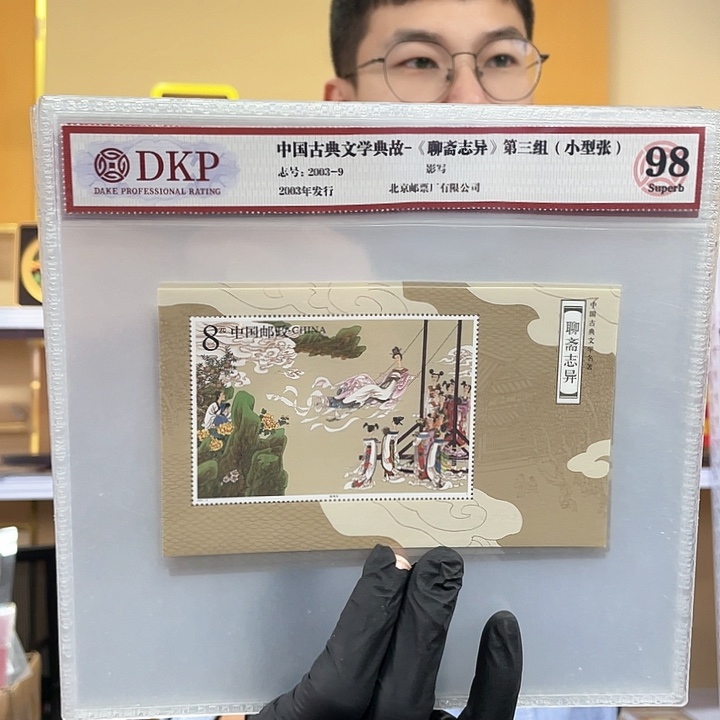 DKP
DAKE PROFESSIONAL RATING
中国古典文学典故-《聊斋志异》第三组（小型张）
志号：2003-9 影写
2003年发行 北京邮票厂有限公司
98
Superb
8元 中国邮政 CHINA
聊斋志异
中国古典文学名著